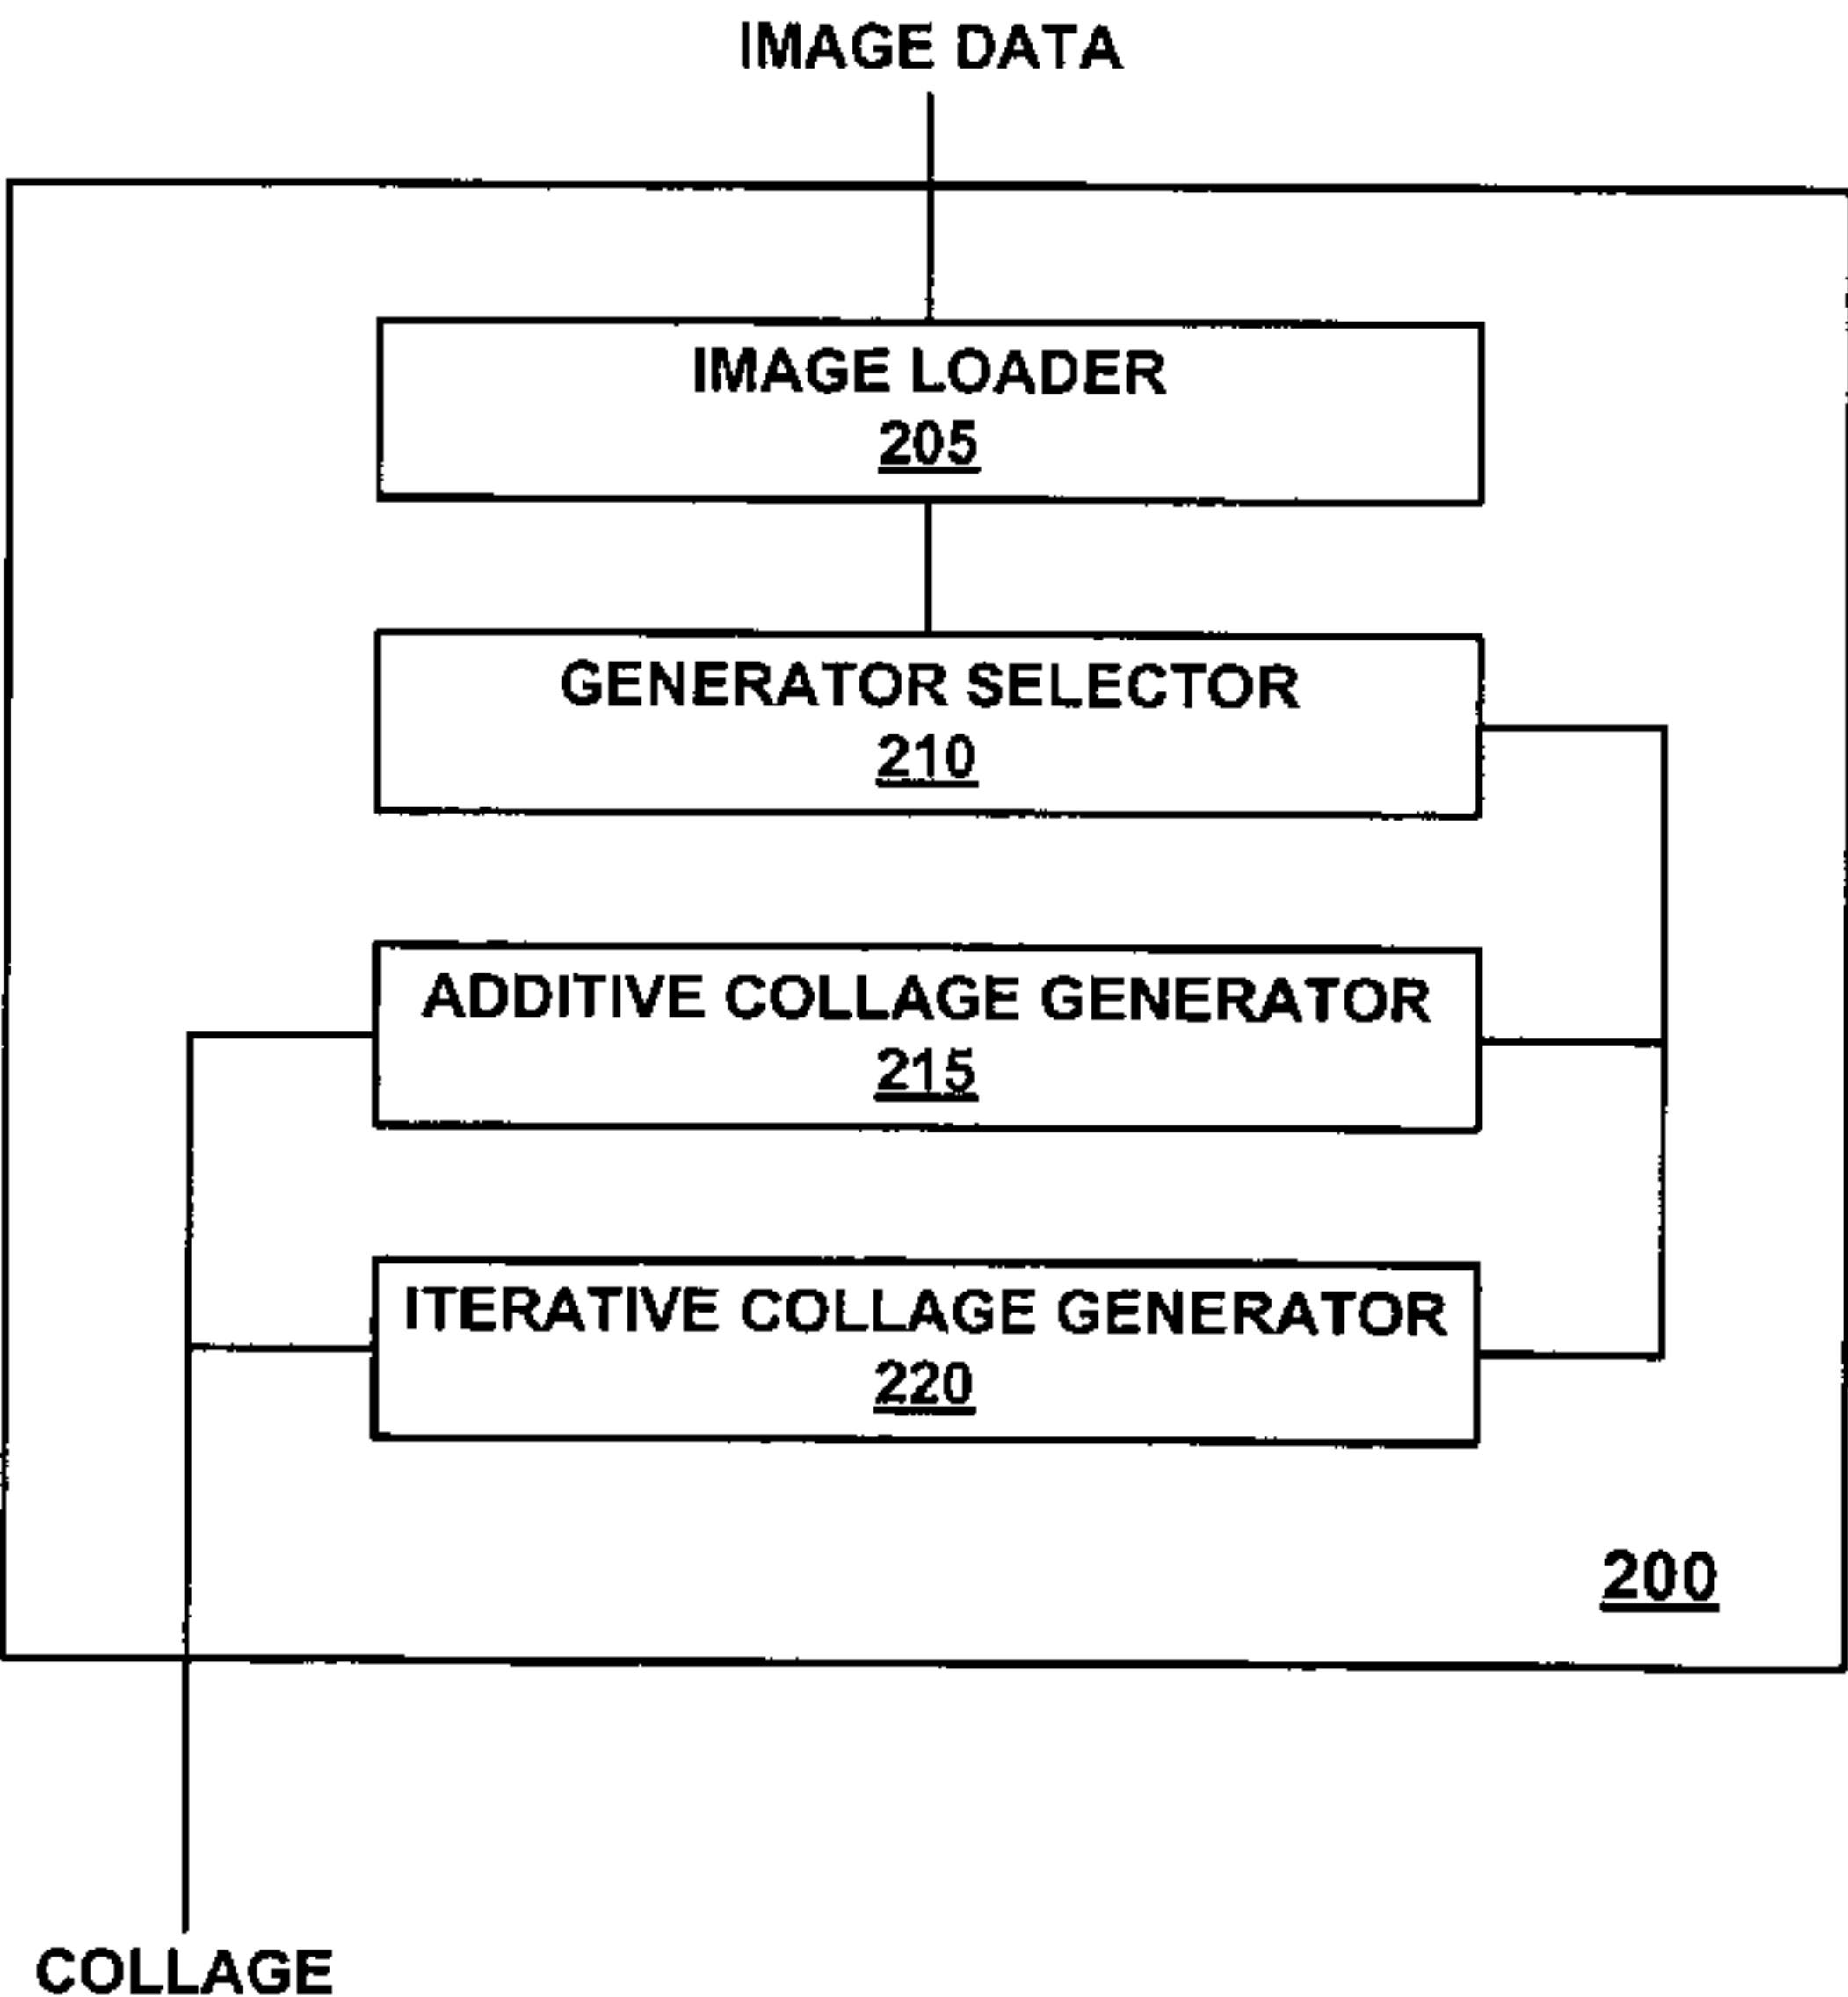 IMAGE DATA
IMAGE LOADER
205
GENERATOR SELECTOR
210
ADDITIVE COLLAGE GENERATOR
215
ITERATIVE COLLAGE GENERATOR
220
200
COLLAGE